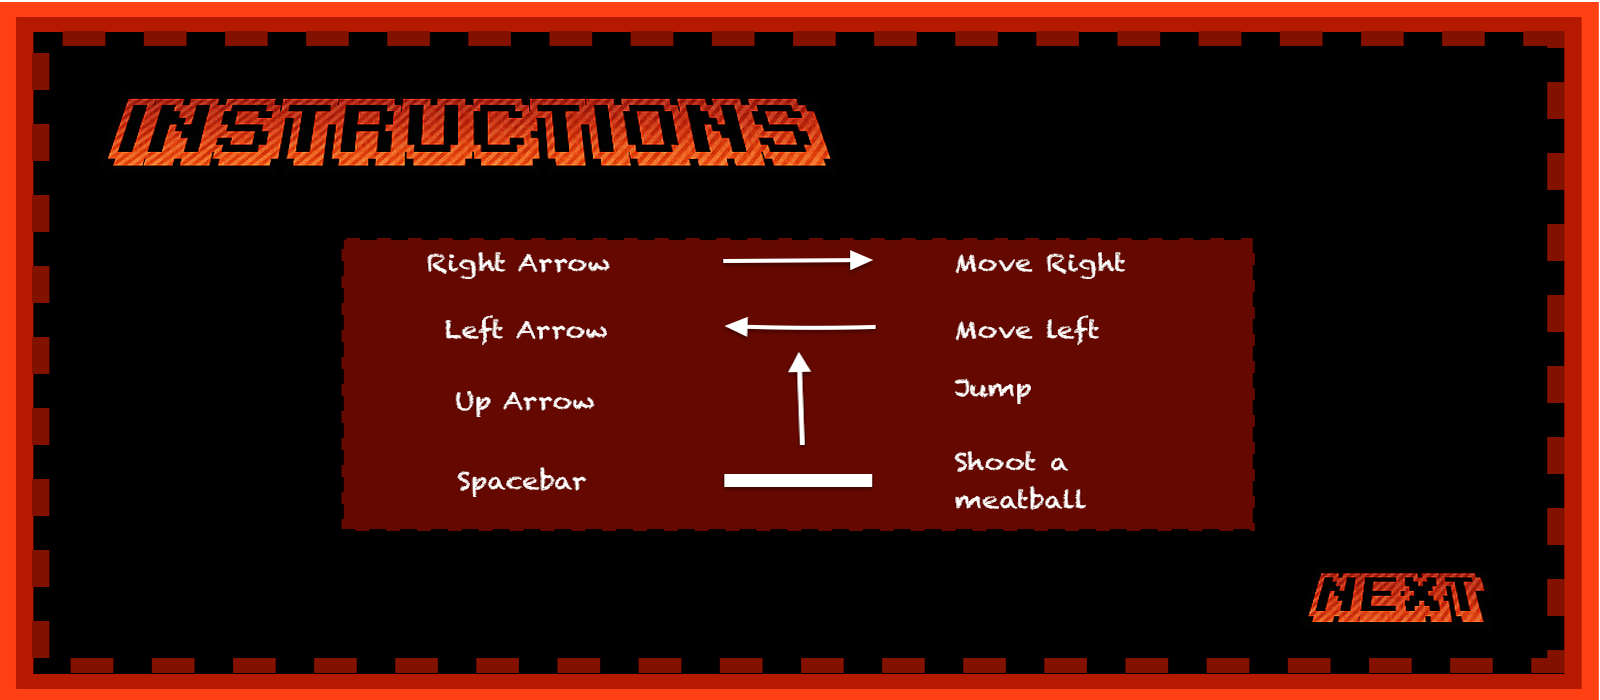 INSTRUCTIONS
Right Arrow Move Right
Left Arrow Move left
Up Arrow Jump
Spacebar Shoot a
meatball
NEXT